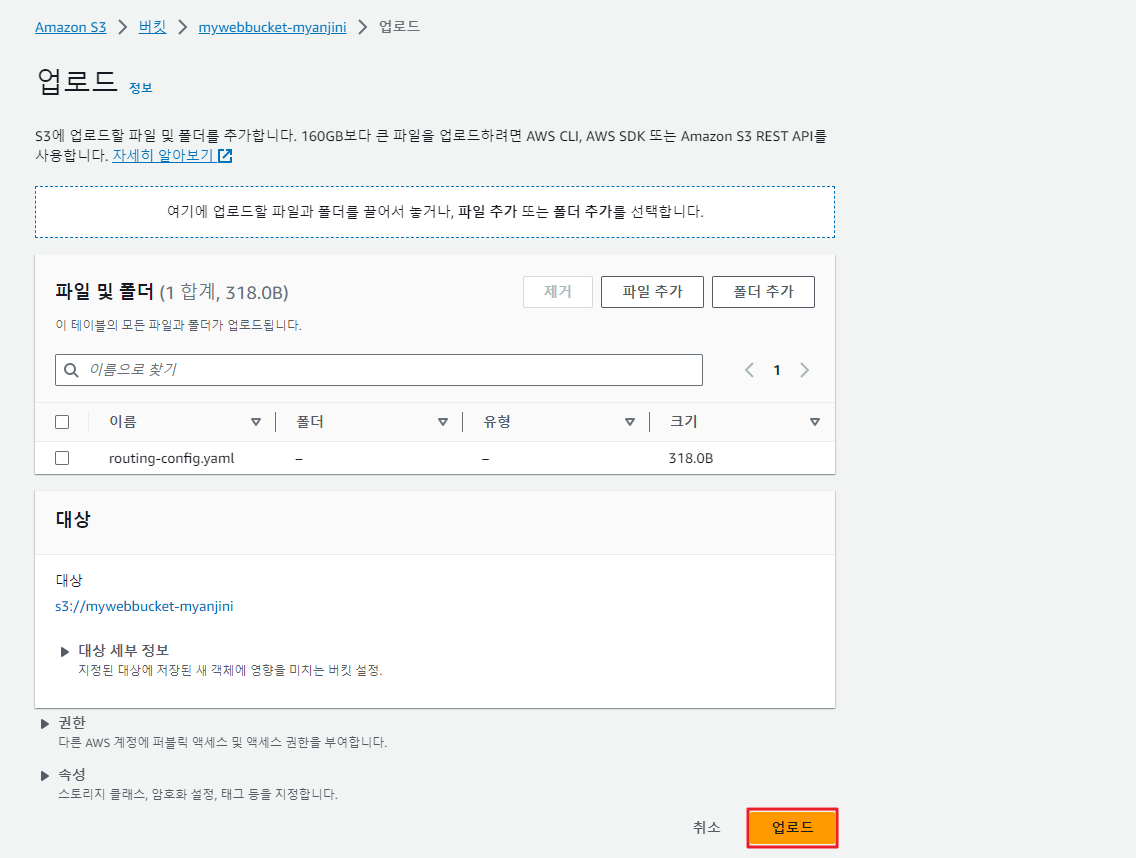 Amazon S3 > 버킷 > mywebbucket-myanjini > 업로드
업로드 정보
S3에 업로드할 파일 및 폴더를 추가합니다. 160GB보다 큰 파일을 업로드하려면 AWS CLI, AWS SDK 또는 Amazon S3 REST API를
사용합니다. 자세히 알아보기
여기에 업로드할 파일과 폴더를 끌어서 놓거나, 파일 추가 또는 폴더 추가를 선택합니다.
파일 및 폴더 (1 합계, 318.0B) 제거 파일 추가 폴더 추가
이 테이블의 모든 파일과 폴더가 업로드됩니다.
이름으로 찾기 1
이름 폴더 유형 크기
routing-config.yaml – – 318.0B
대상
대상
s3://mywebbucket-myanjini
대상 세부 정보
지정된 대상에 저장된 새 객체에 영향을 미치는 버킷 설정.
권한
다른 AWS 계정에 퍼블릭 액세스 및 액세스 권한을 부여합니다.
속성
스토리지 클래스, 암호화 설정, 태그 등을 지정합니다.
취소 업로드